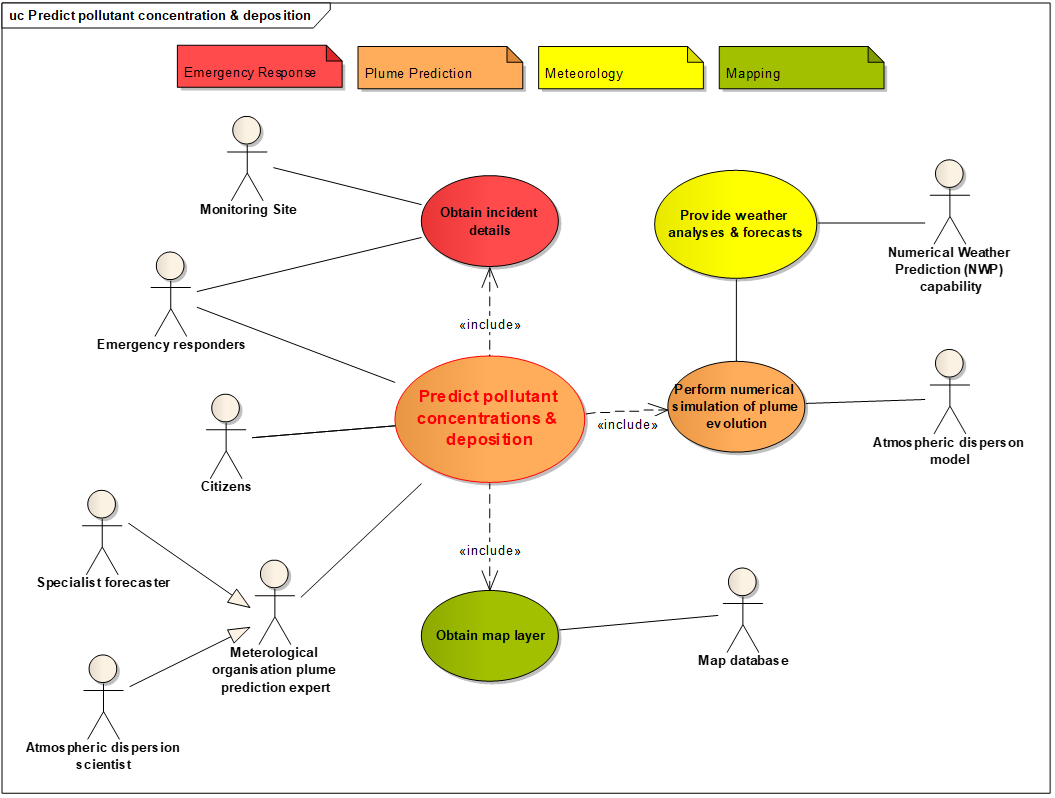 uc Predict pollutant concentration & deposition
Emergency Response
Plume Prediction
Meteorology
Mapping
Monitoring Site
Obtain incident
details
Provide weather
analyses & forecasts
Numerical Weather
Prediction (NWP)
capability
Emergency responders
«include»
Predict pollutant
concentrations &
deposition
«include»
Perform numerical
simulation of plume
evolution
Atmospheric disperson
model
Citizens
Specialist forecaster
«include»
Meterological
organisation plume
prediction expert
Obtain map layer
Map database
Atmospheric dispersion
scientist